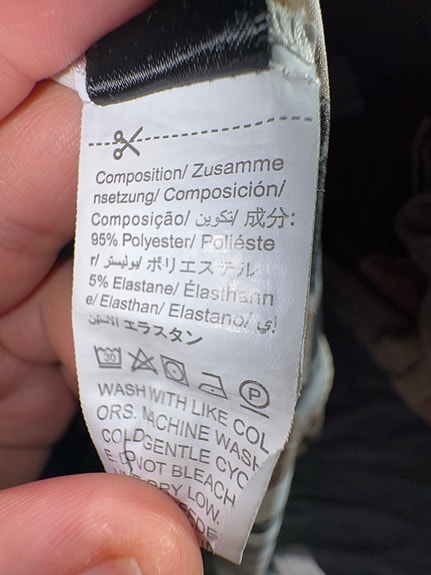 Composition/ Zusamme
nsetzung/ Composición/
Composição/ تكوين/ 成分:
95% Polyester/ Poliéste
r/ بوليستر/ ポリエステル
5% Elastane/ Élasthann
e/ Elasthan/ Elastano/
エラスタン
30
P
WASH WITH LIKE COL
ORS. MACHINE WASH
COLD GENTLE CYC
NOT BLEACH
DRY LOW.